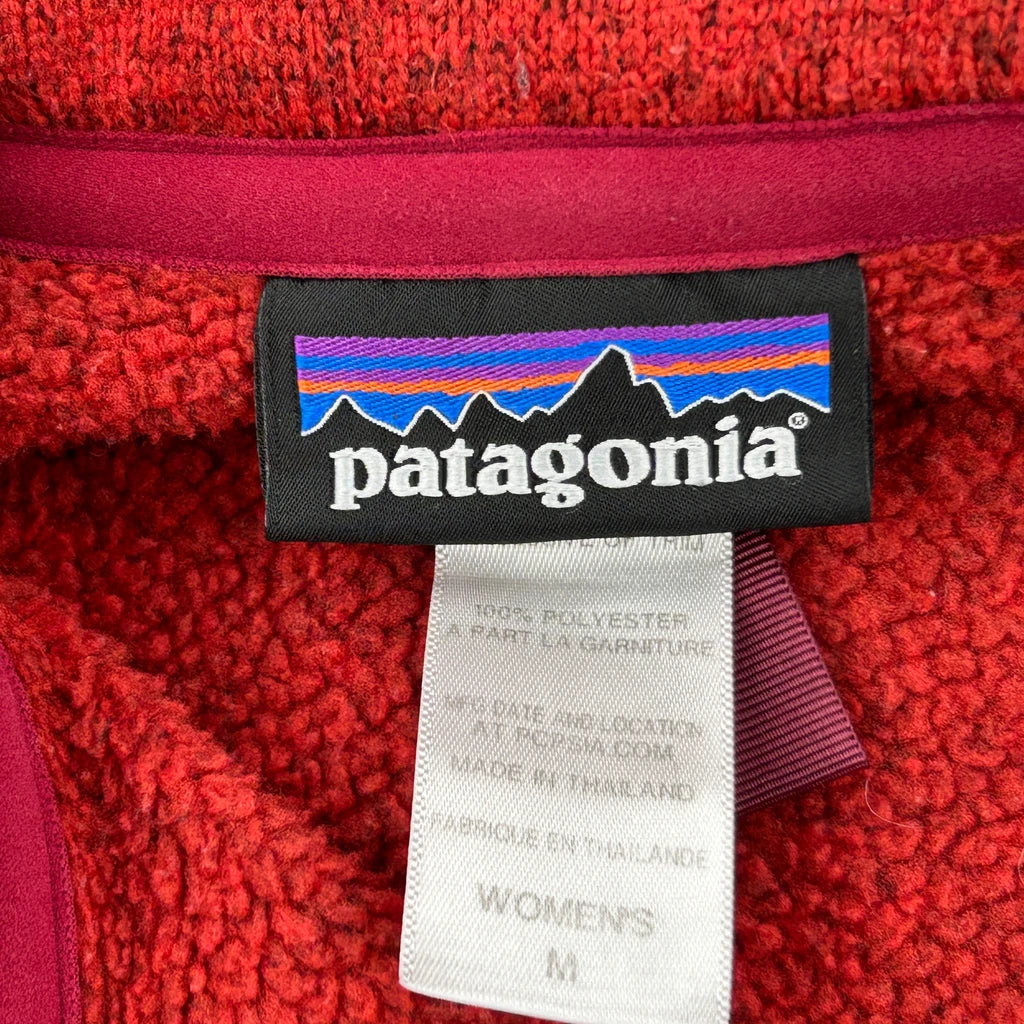 patagonia®
TRIM
100% POLYESTER
A PART LA GARNITURE
MFG DATE AND LOCATION
AT PCPSIA.COM
MADE IN THAILAND
FABRIQUE EN THAILANDE
WOMEN'S
M